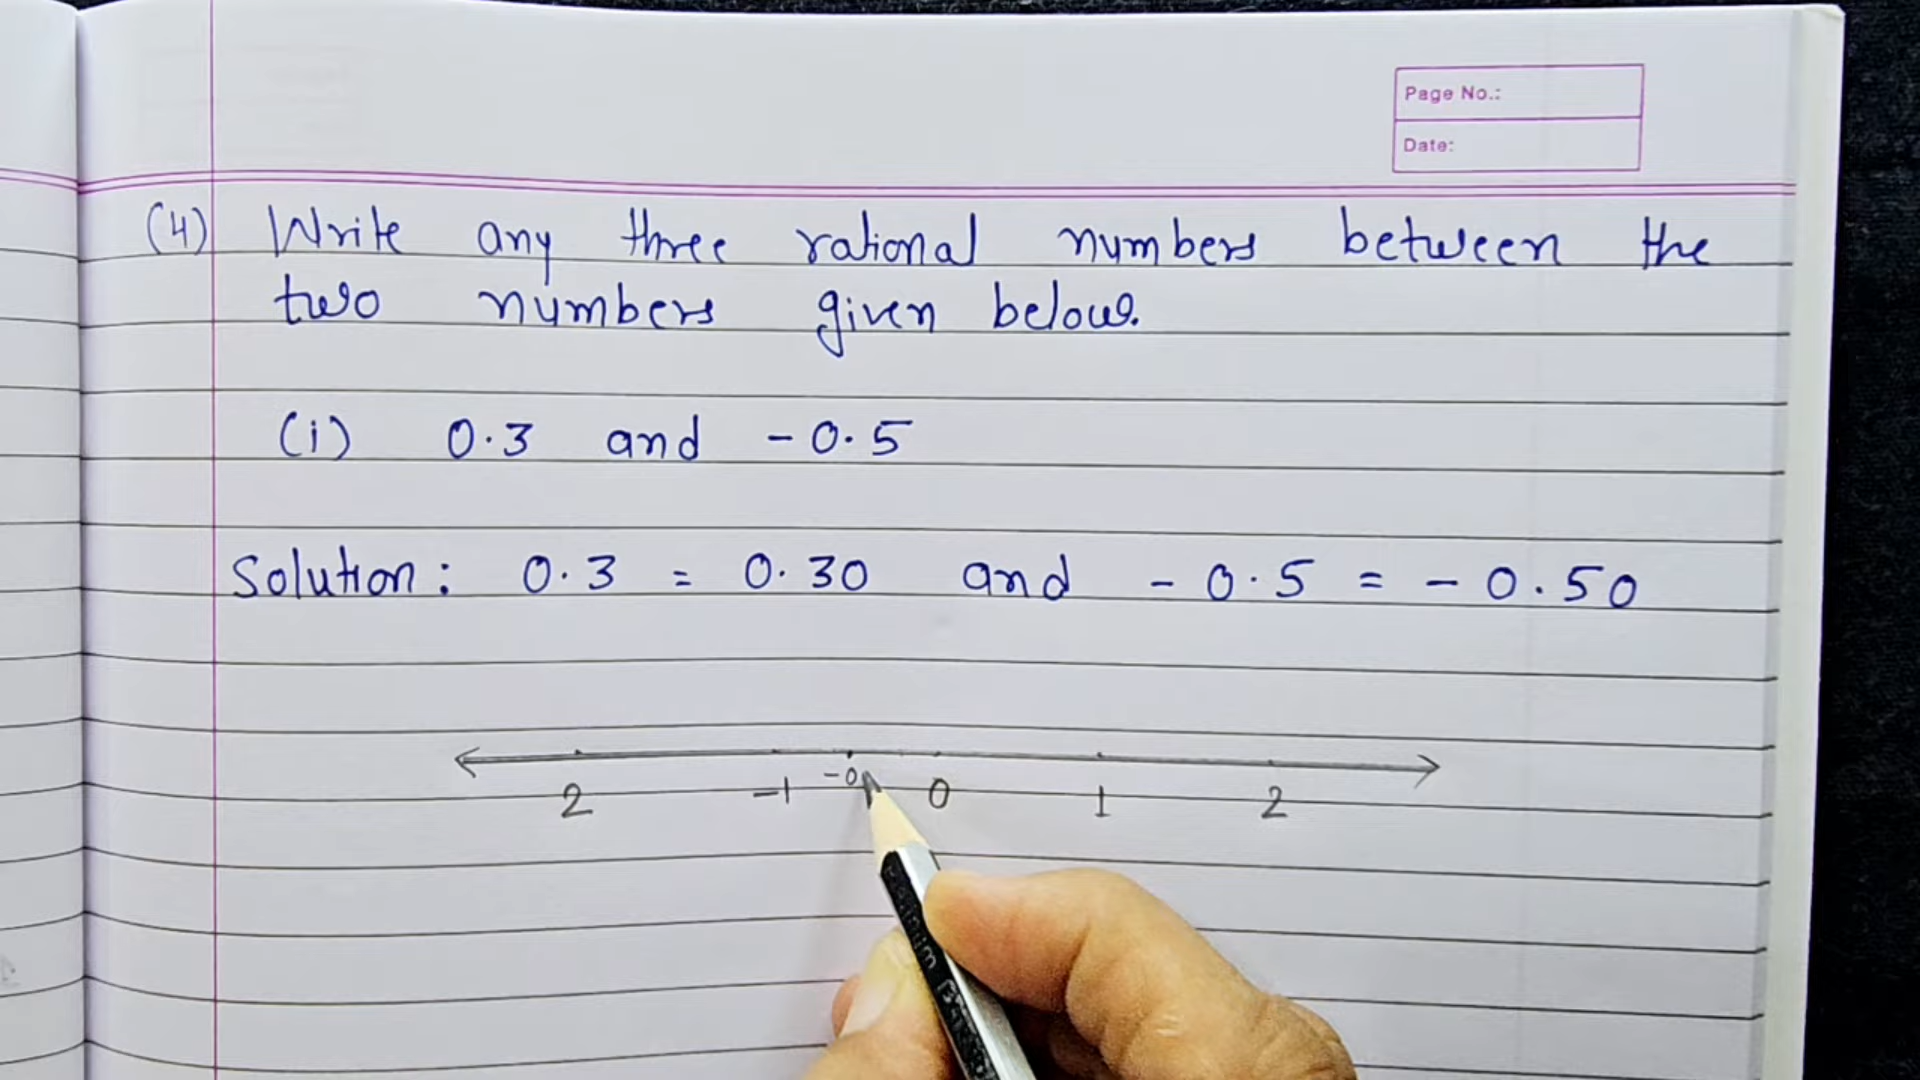 Page No.:
Date:
(4) Write any three rational numbers between the
two numbers given below.
(i) 0.3 and -0.5
Solution: 0.3 = 0.30 and -0.5 = -0.50
-0
2 -1 0 1 2